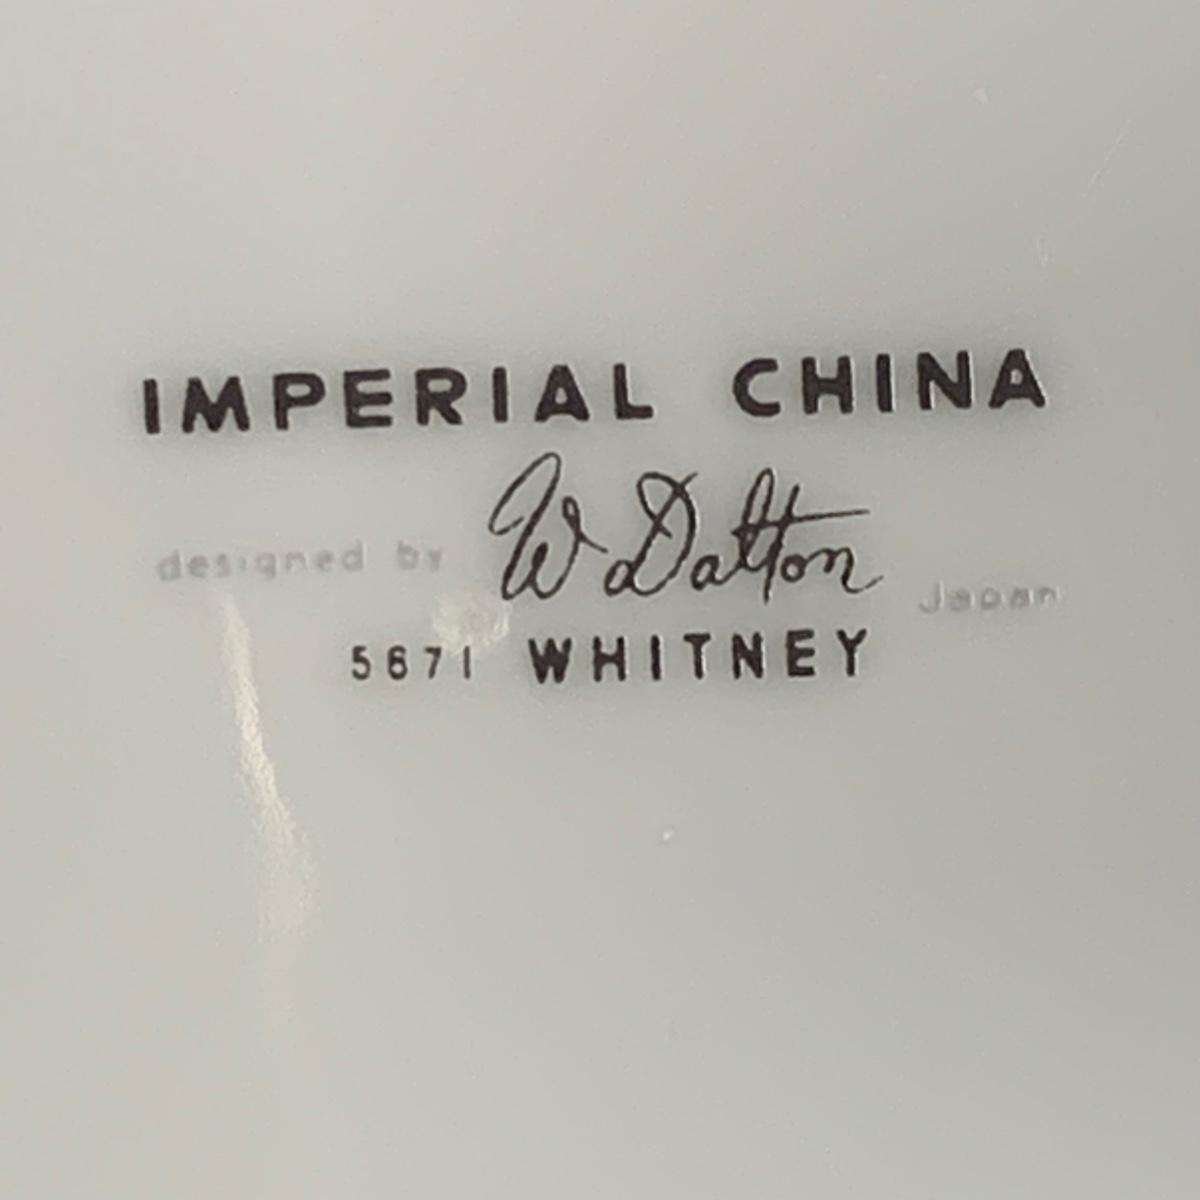 IMPERIAL CHINA
designed by W Dalton Japan
5671 WHITNEY